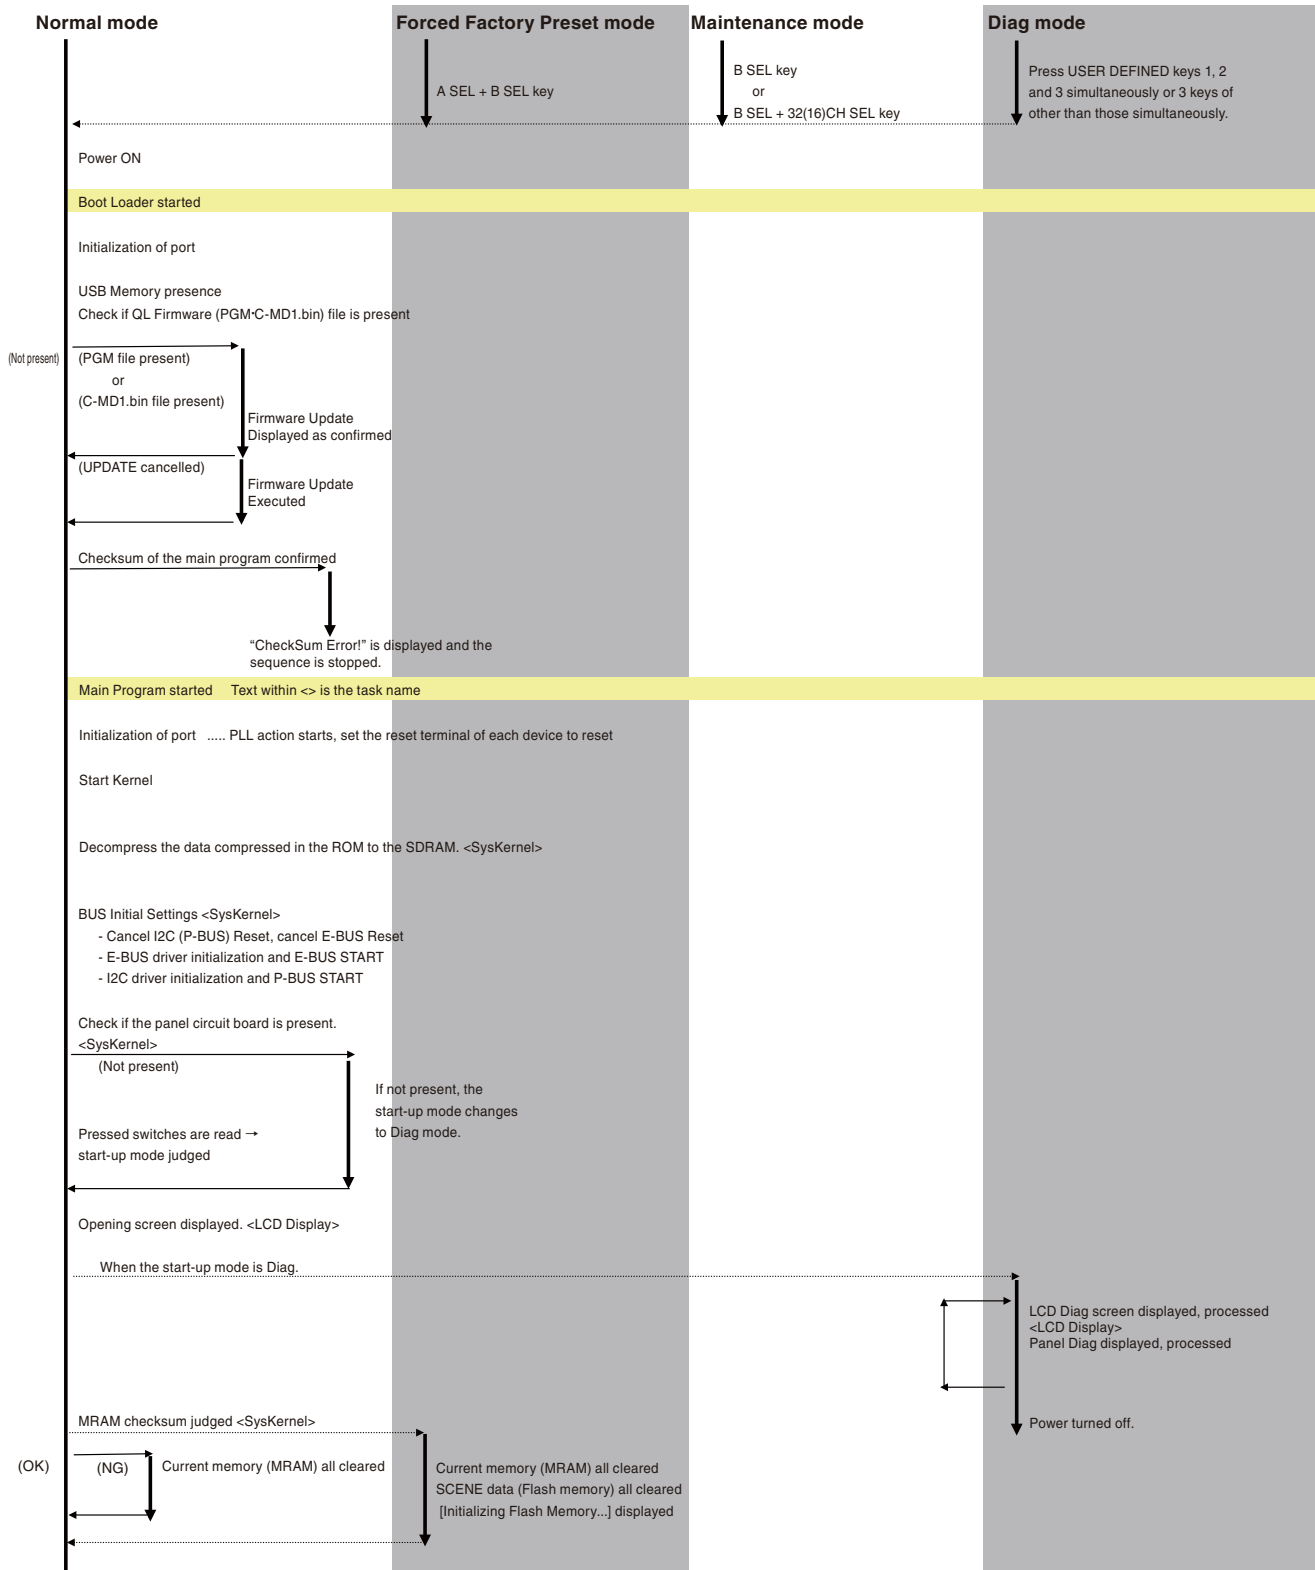 Normal mode
Forced Factory Preset mode
Maintenance mode
Diag mode
A SEL + B SEL key
B SEL key
or
B SEL + 32(16)CH SEL key
Press USER DEFINED keys 1, 2
and 3 simultaneously or 3 keys of
other than those simultaneously.
Power ON
Boot Loader started
Initialization of port
USB Memory presence
Check if QL Firmware (PGM•C-MD1.bin) file is present
(Not present)
(PGM file present)
or
(C-MD1.bin file present)
Firmware Update
Displayed as confirmed
(UPDATE cancelled)
Firmware Update
Executed
Checksum of the main program confirmed
“CheckSum Error!” is displayed and the
sequence is stopped.
Main Program started Text within <> is the task name
Initialization of port ..... PLL action starts, set the reset terminal of each device to reset
Start Kernel
Decompress the data compressed in the ROM to the SDRAM. <SysKernel>
BUS Initial Settings <SysKernel>
- Cancel I2C (P-BUS) Reset, cancel E-BUS Reset
- E-BUS driver initialization and E-BUS START
- I2C driver initialization and P-BUS START
Check if the panel circuit board is present.
<SysKernel>
(Not present)
If not present, the
start-up mode changes
to Diag mode.
Pressed switches are read →
start-up mode judged
Opening screen displayed. <LCD Display>
When the start-up mode is Diag.
LCD Diag screen displayed, processed
<LCD Display>
Panel Diag displayed, processed
Power turned off.
MRAM checksum judged <SysKernel>
(OK)
(NG)
Current memory (MRAM) all cleared
Current memory (MRAM) all cleared
SCENE data (Flash memory) all cleared
[Initializing Flash Memory...] displayed